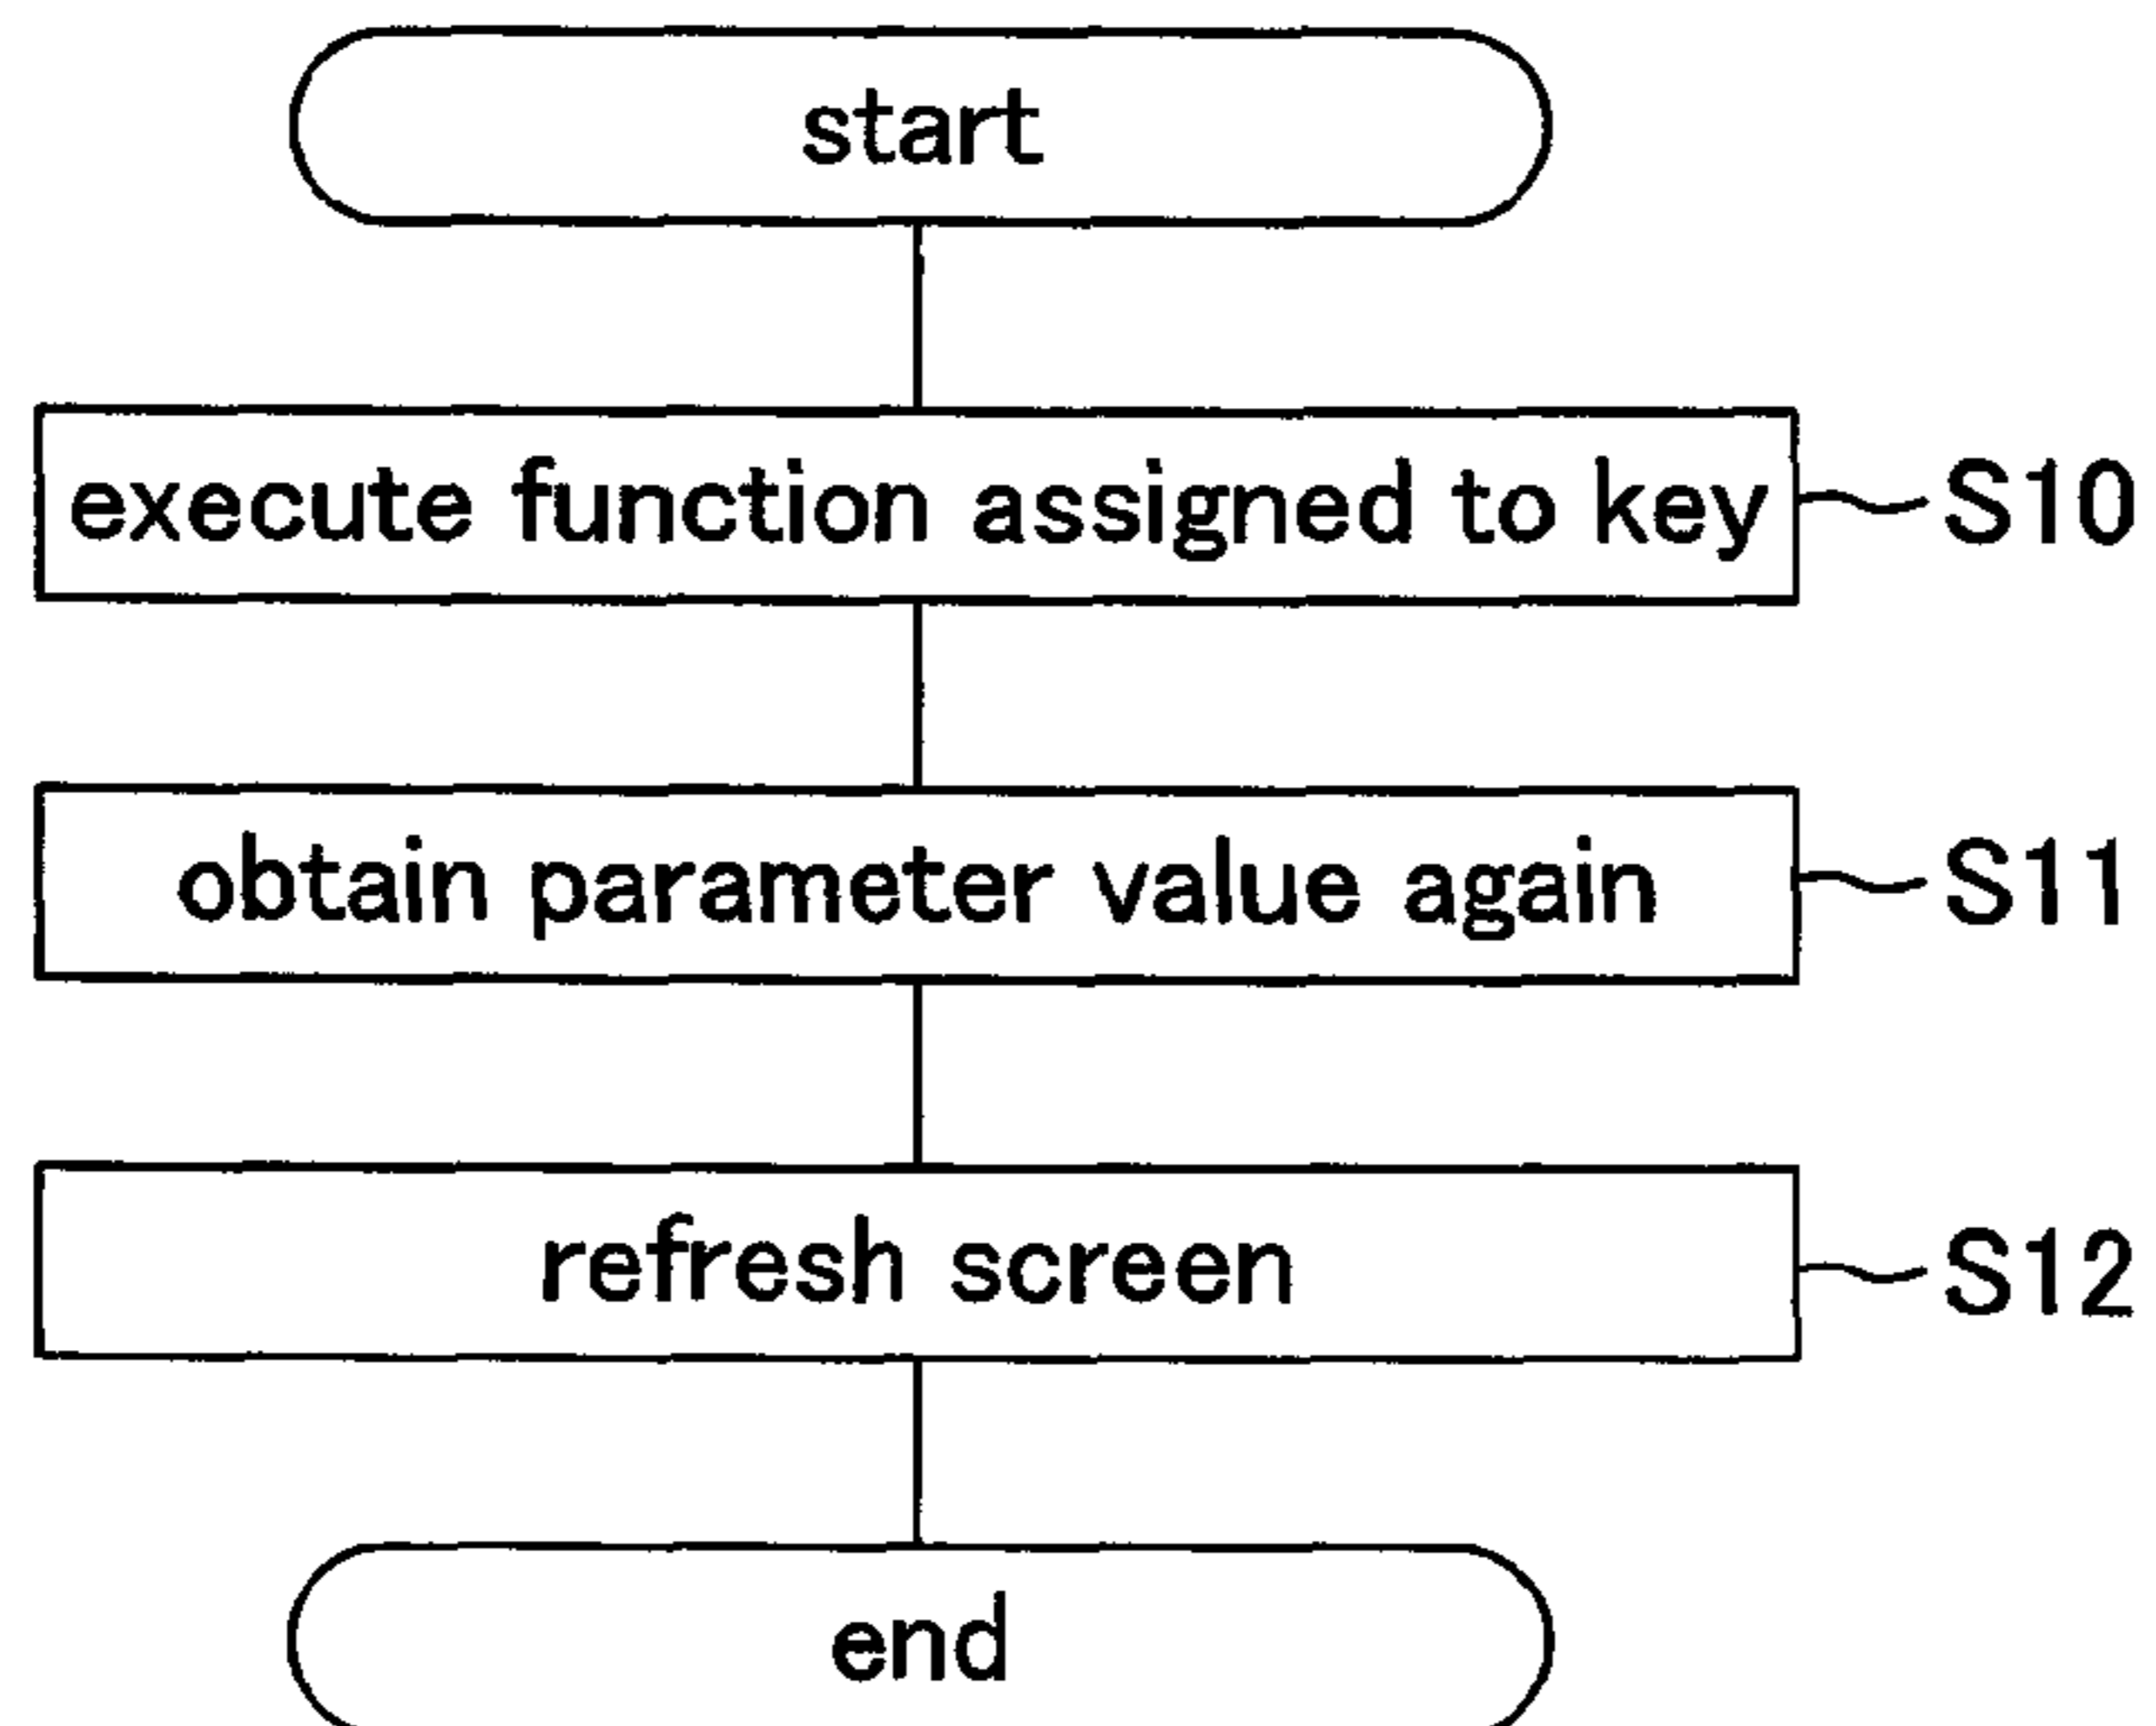 start
execute function assigned to key S10
obtain parameter value again S11
refresh screen S12
end